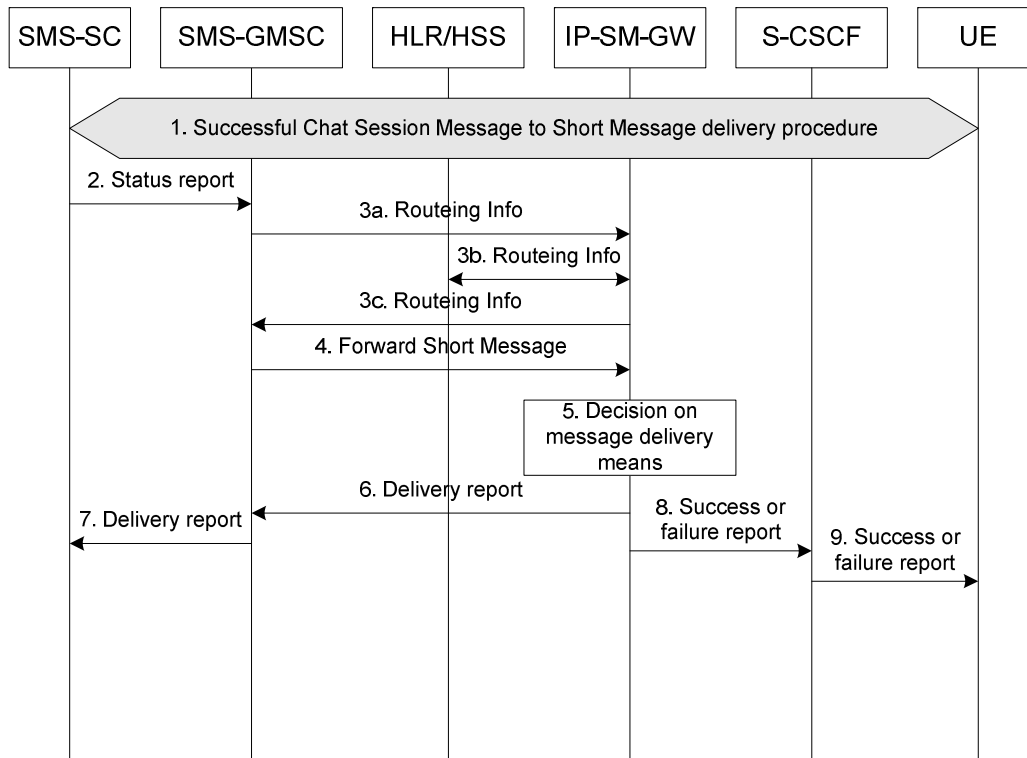 SMS-SC
SMS-GMSC
HLR/HSS
IP-SM-GW
S-CSCF
UE
1. Successful Chat Session Message to Short Message delivery procedure
2. Status report
3a. Routeing Info
3b. Routeing Info
3c. Routeing Info
4. Forward Short Message
5. Decision on
message delivery
means
6. Delivery report
7. Delivery report
8. Success or
failure report
9. Success or
failure report